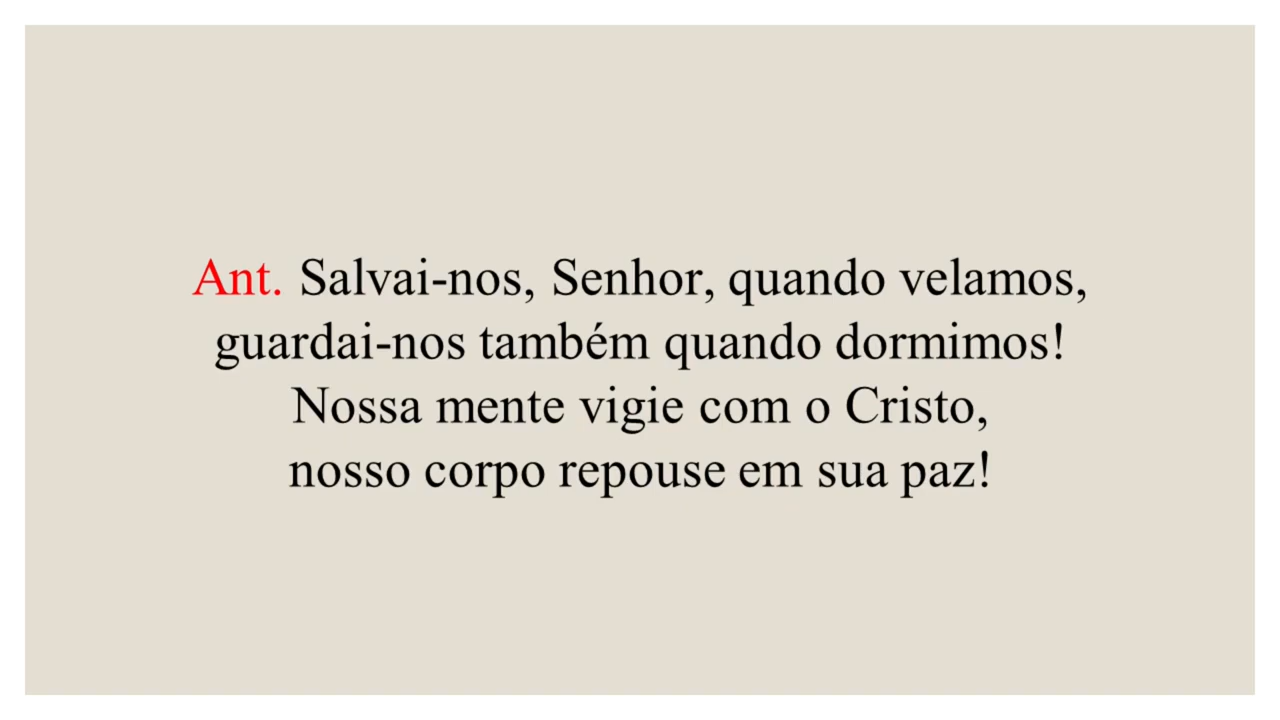 Ant. Salvai-nos, Senhor, quando velamos,
guardai-nos também quando dormimos!
Nossa mente vigie com o Cristo,
nosso corpo repouse em sua paz!